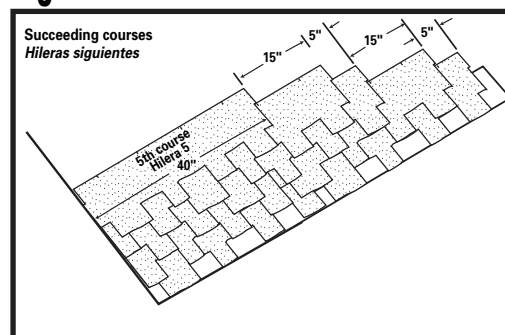 Succeeding courses
Hileras siguientes
15" 5" 15" 5"
5th course
Hilera 5
40"